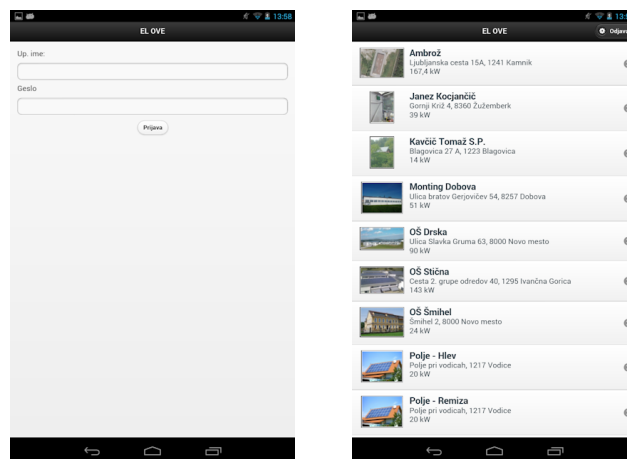 13:58
EL OVE
Up. ime:
Geslo
Prijava
EL OVE
Ambrož
Ljubljanska cesta 15A, 1241 Kamnik
167,4 kW
Janez Kocjančič
Gornji Križ 4, 8360 Žužemberk
39 kW
Kavčič Tomaž S.P.
Blagovica 27 A, 1223 Blagovica
14 kW
Monting Dobova
Ulica bratov Gerjovičev 54, 8257 Dobova
51 kW
OŠ Drska
Ulica Slavka Gruma 63, 8000 Novo mesto
90 kW
OŠ Stična
Cesta 2. grupe odredov 40, 1295 Ivančna Gorica
143 kW
OŠ Šmihel
Šmihel 2, 8000 Novo mesto
24 kW
Polje - Hlev
Polje pri vodicah, 1217 Vodice
20 kW
Polje - Remiza
Polje pri vodicah, 1217 Vodice
20 kW